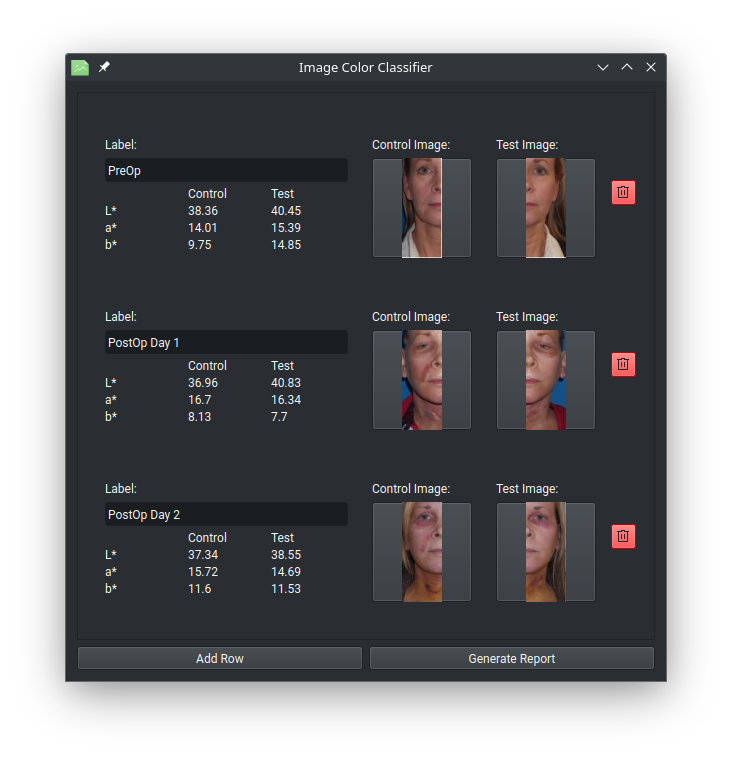 Image Color Classifier
Label: Control Image: Test Image:
PreOp
Control Test
L* 38.36 40.45
a* 14.01 15.39
b* 9.75 14.85
Label: Control Image: Test Image:
PostOp Day 1
Control Test
L* 36.96 40.83
a* 16.7 16.34
b* 8.13 7.7
Label: Control Image: Test Image:
PostOp Day 2
Control Test
L* 37.34 38.55
a* 15.72 14.69
b* 11.6 11.53
Add Row Generate Report